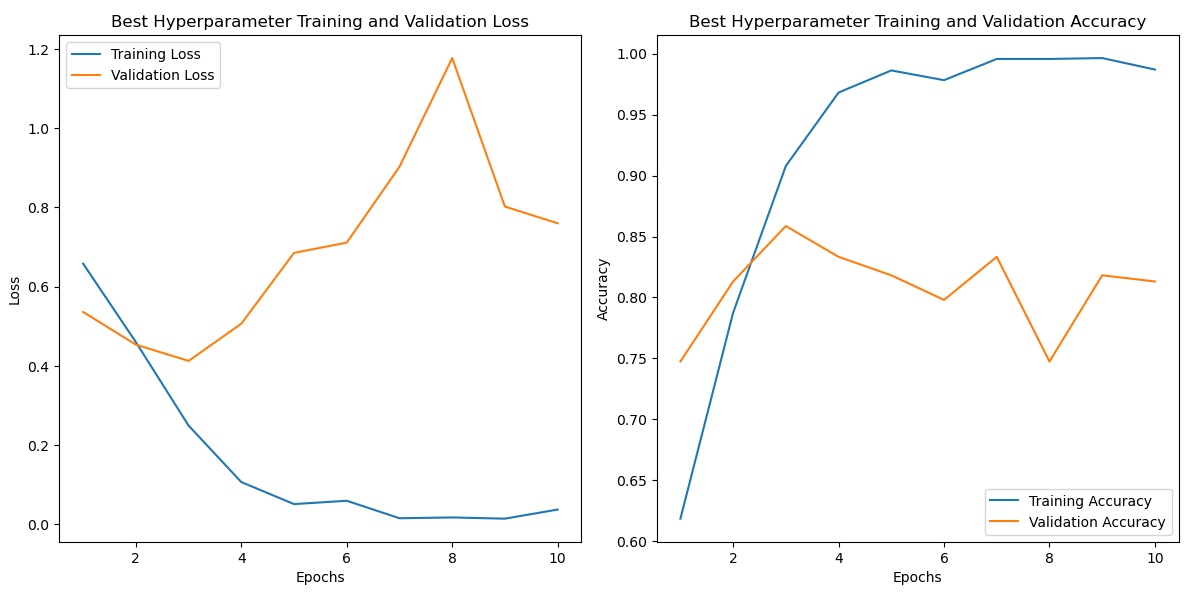 Best Hyperparameter Training and Validation Loss
Training Loss
Validation Loss
Loss
1.2
1.0
0.8
0.6
0.4
0.2
0.0
2 4 6 8 10
Epochs
Best Hyperparameter Training and Validation Accuracy
Accuracy
1.00
0.95
0.90
0.85
0.80
0.75
0.70
0.65
0.60
Training Accuracy
Validation Accuracy
2 4 6 8 10
Epochs